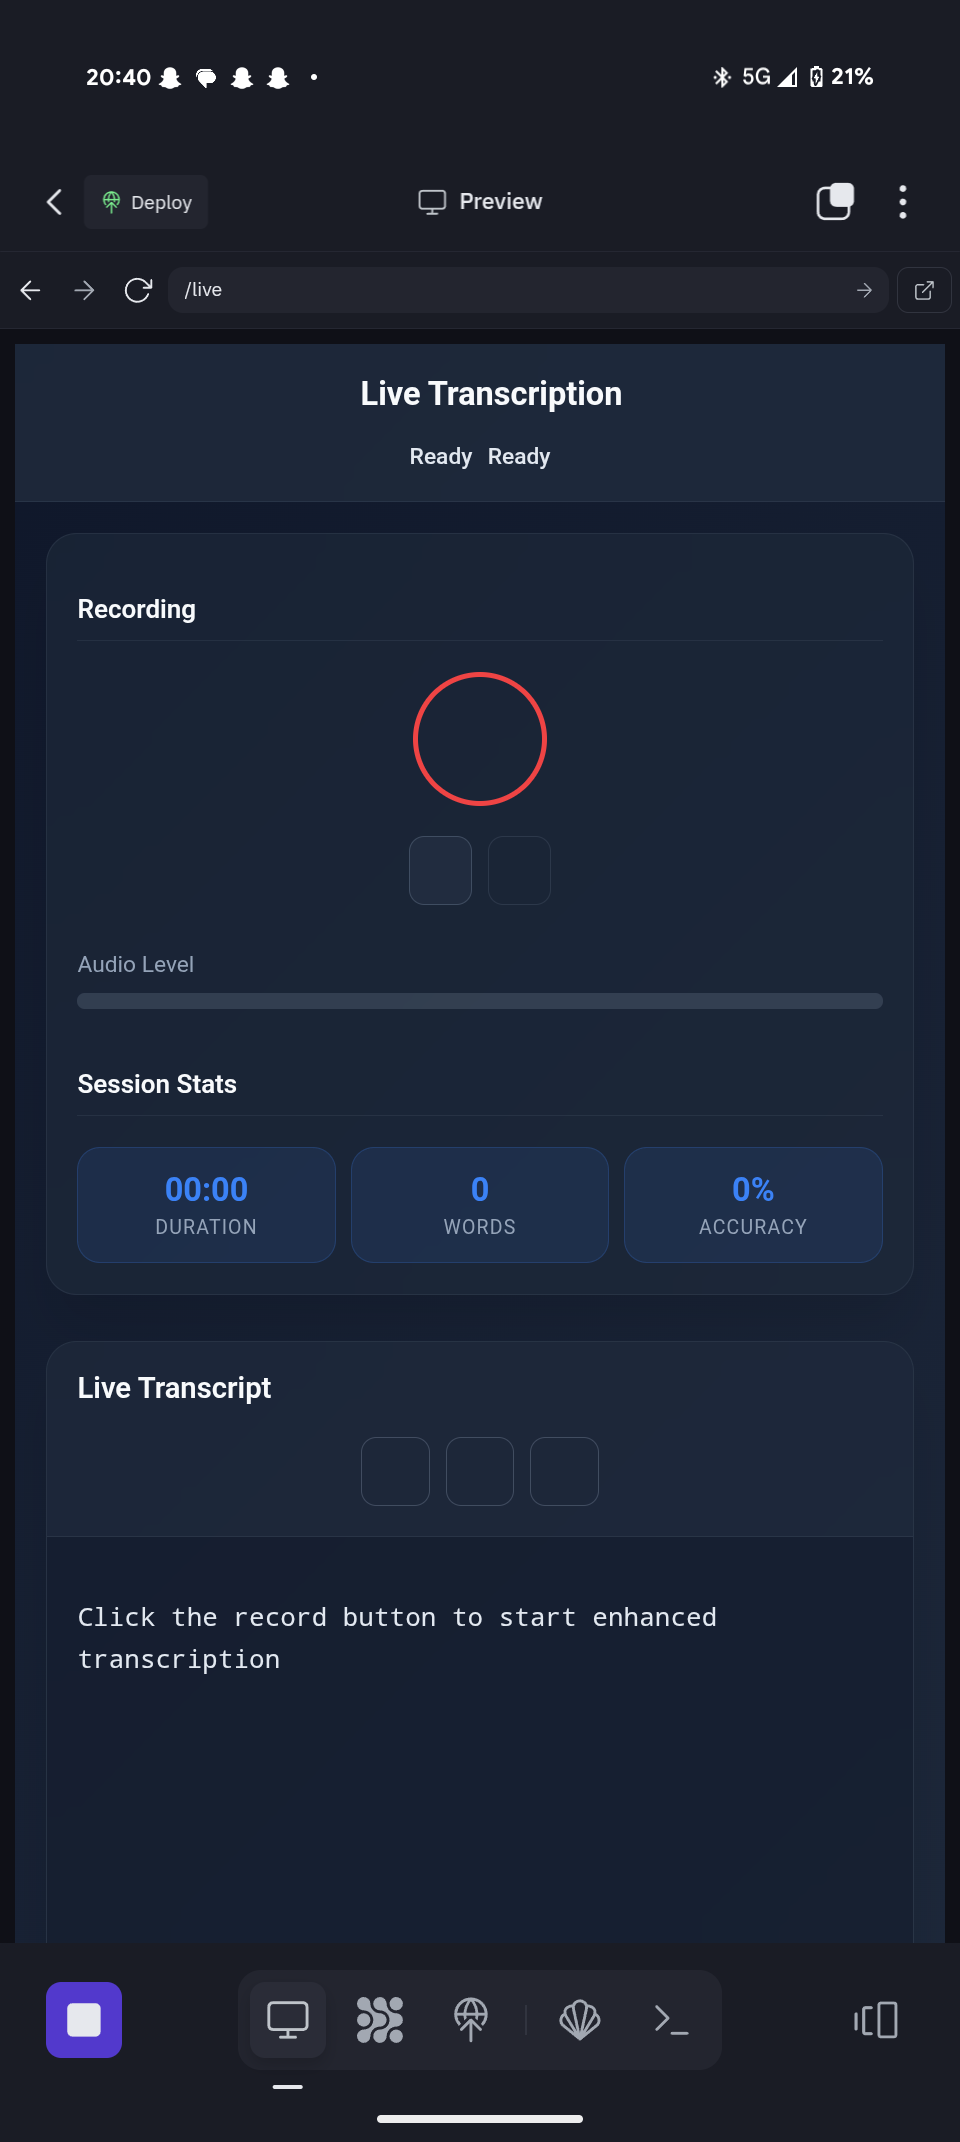 20:40
5G 21%
Deploy
Preview
/live
Live Transcription
Ready Ready
Recording
Audio Level
Session Stats
00:00
DURATION
0
WORDS
0%
ACCURACY
Live Transcript
Click the record button to start enhanced
transcription